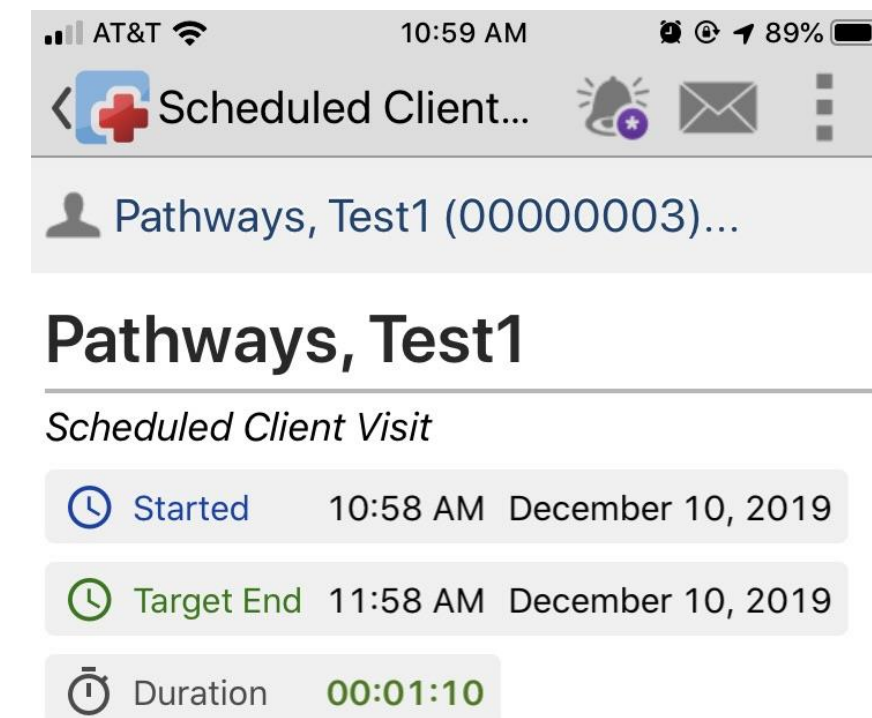 AT&T 10:59 AM 89%
Scheduled Client...
Pathways, Test1 (00000003)...
Pathways, Test1
Scheduled Client Visit
Started 10:58 AM December 10, 2019
Target End 11:58 AM December 10, 2019
Duration 00:01:10